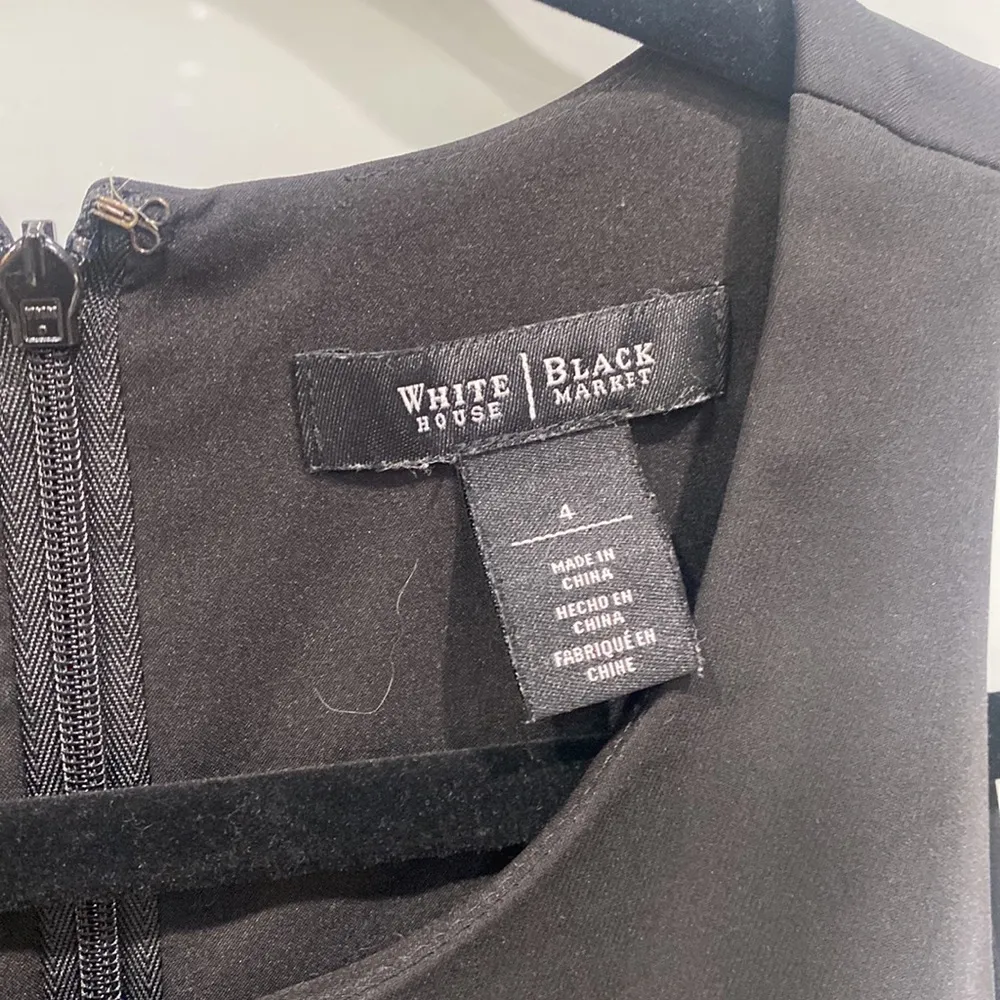 WHITE HOUSE | BLACK MARKET
4
MADE IN
CHINA
HECHO EN
CHINA
FABRIQUÉ EN
CHINE